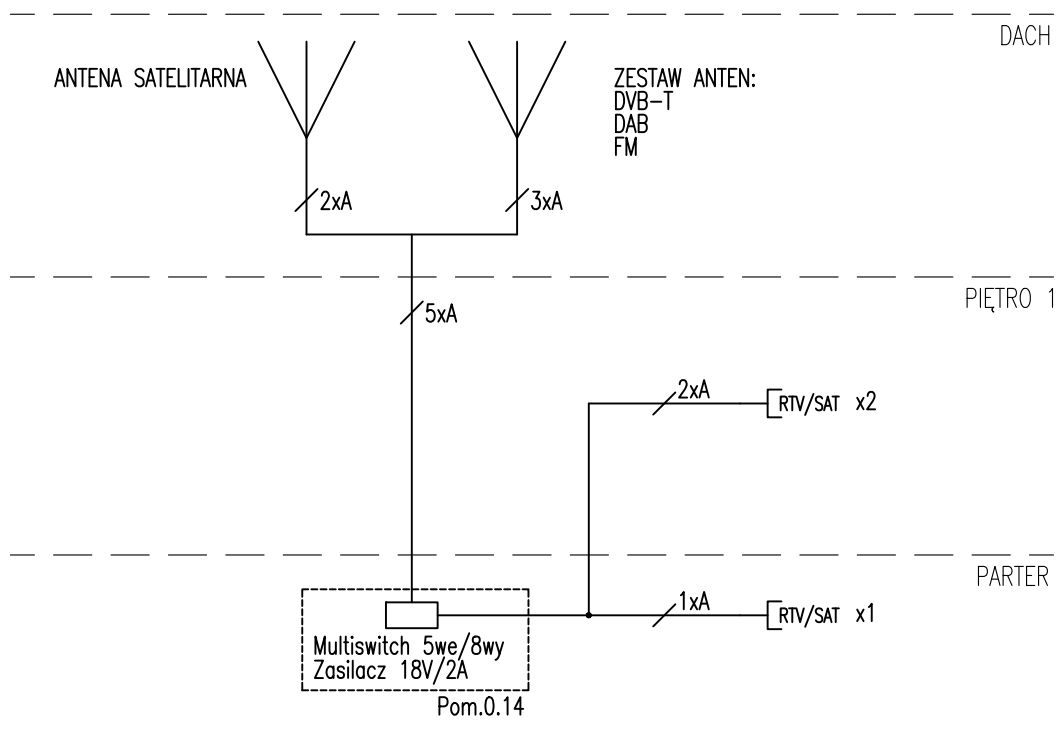 DACH
ANTENA SATELITARNA
ZESTAW ANTEN:
DVB-T
DAB
FM
2xA
3xA
PIĘTRO 1
5xA
2xA
RTV/SAT x2
PARTER
1xA
RTV/SAT x1
Multiswitch 5we/8wy
Zasilacz 18V/2A
Pom.0.14